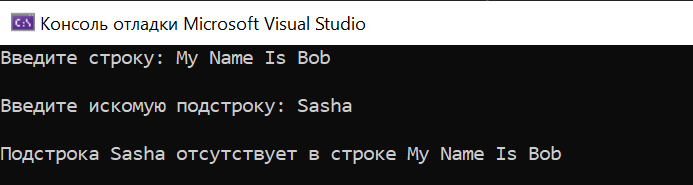 Консоль отладки Microsoft Visual Studio
Введите строку: My Name Is Bob
Введите искомую подстроку: Sasha
Подстрока Sasha отсутствует в строке My Name Is Bob